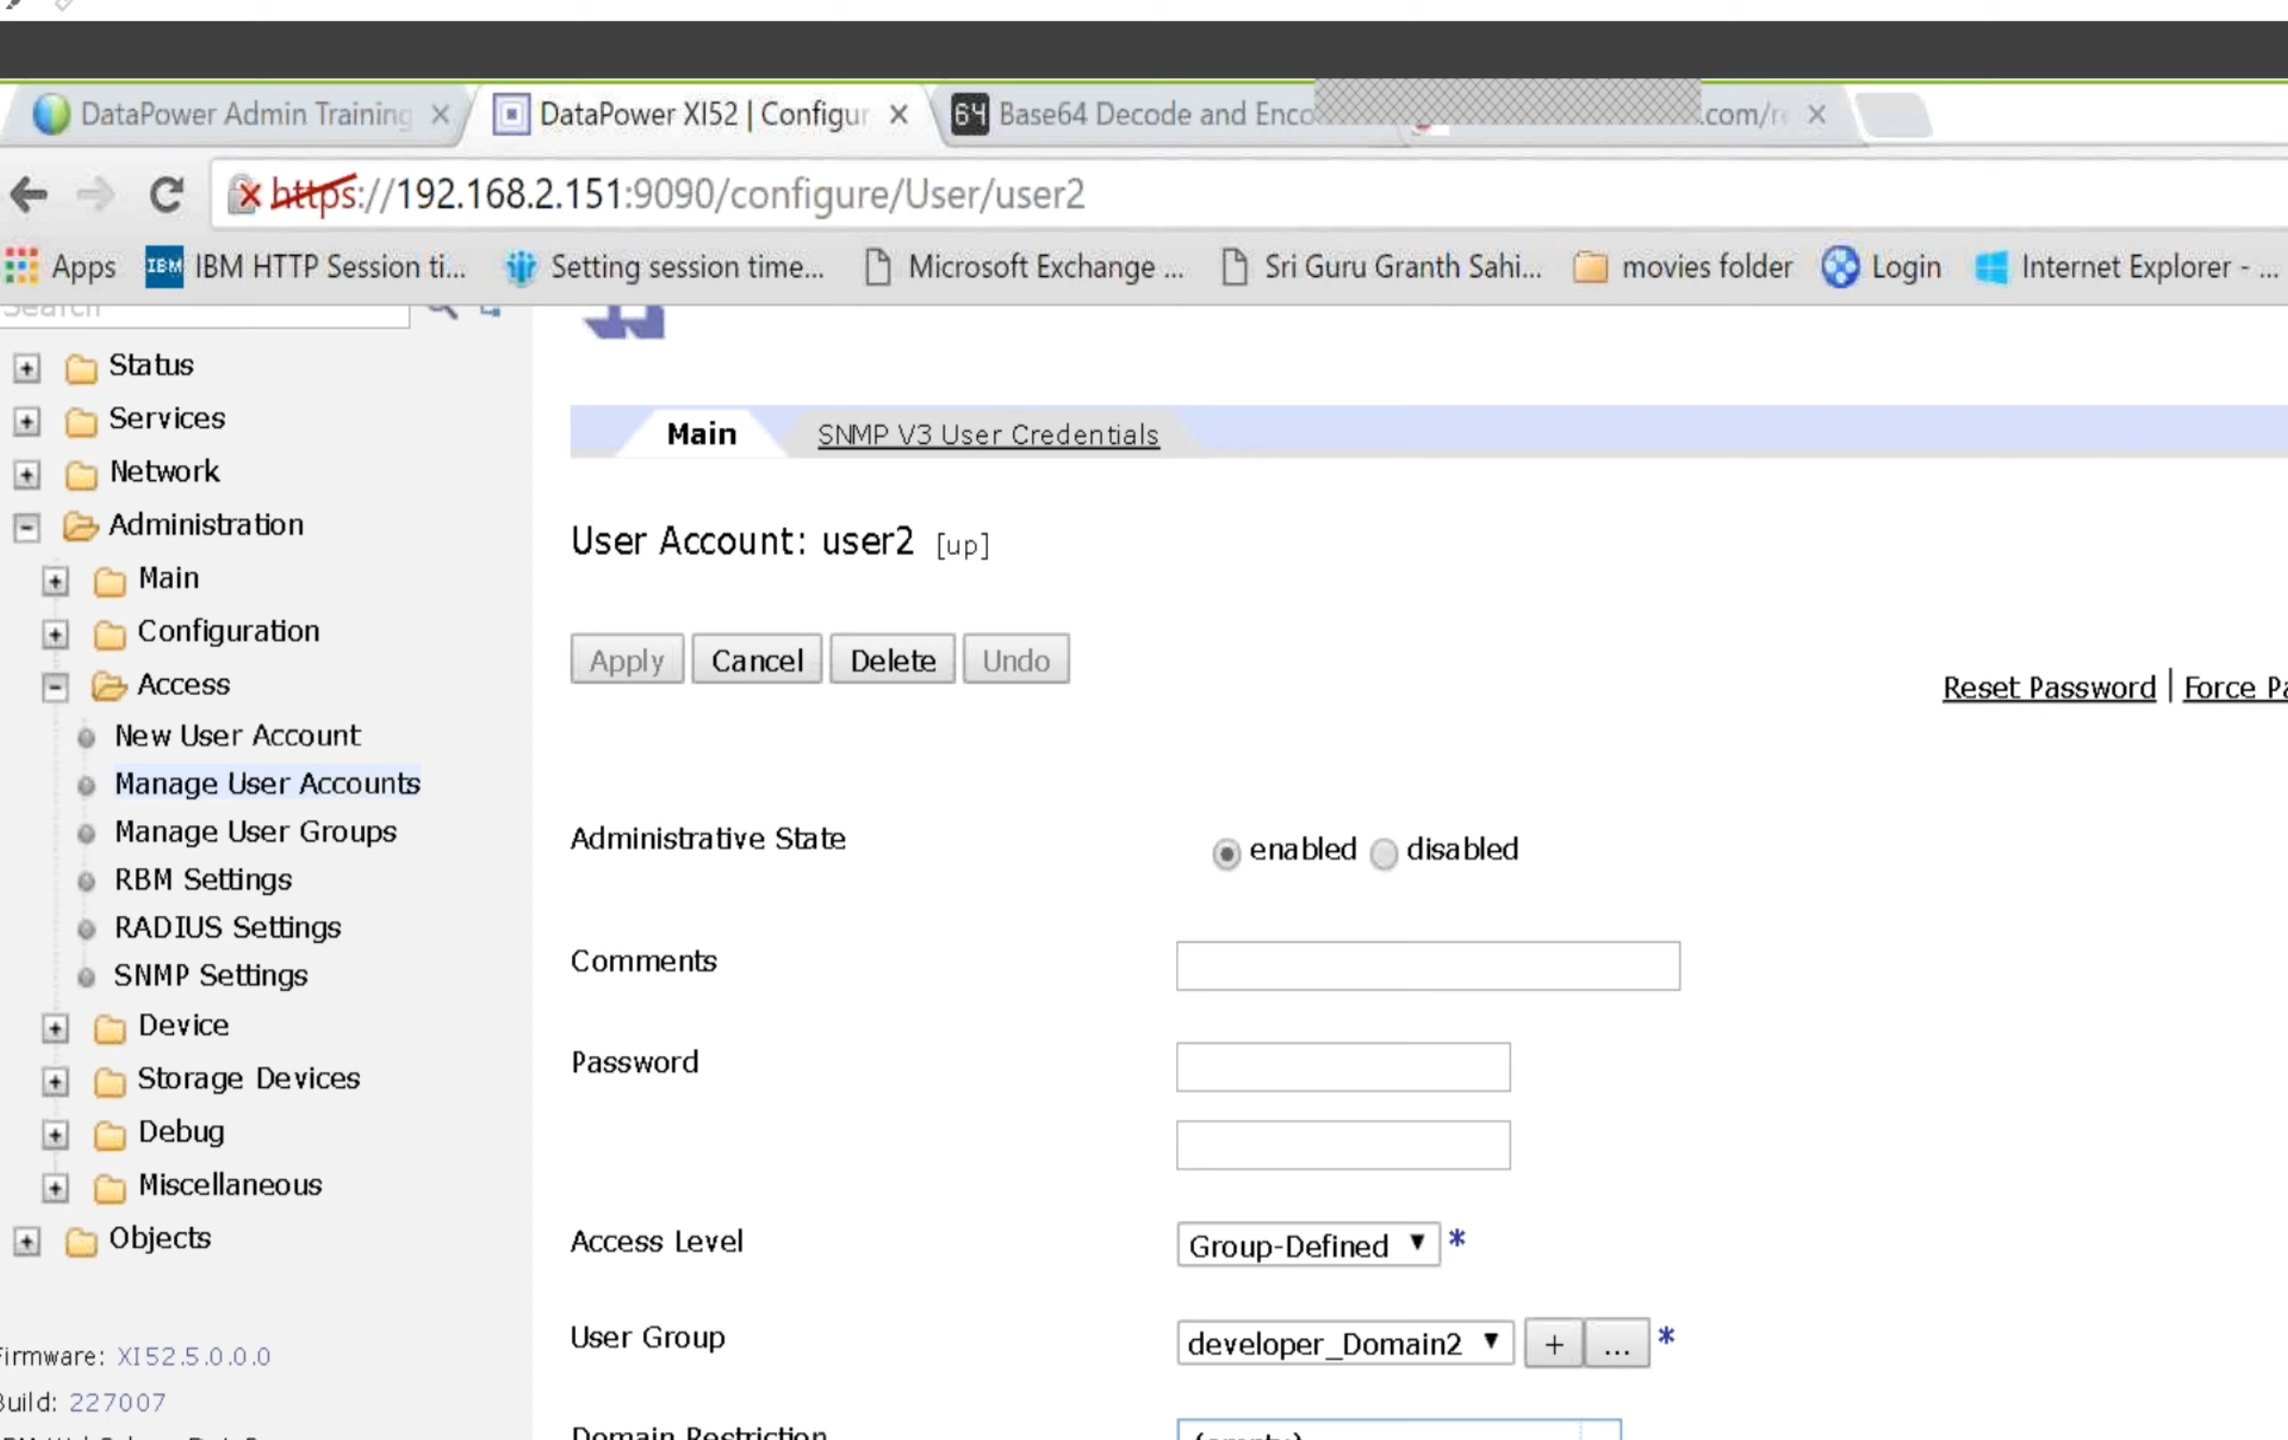 DataPower Admin Training
DataPower XI52 | Configur
Base64 Decode and Enco
.com/r
https://192.168.2.151:9090/configure/User/user2
Apps
IBM HTTP Session ti...
Setting session time...
Microsoft Exchange ...
Sri Guru Granth Sahi...
movies folder
Login
Internet Explorer - ...
Search
Status
Services
Network
Administration
Main
Configuration
Access
New User Account
Manage User Accounts
Manage User Groups
RBM Settings
RADIUS Settings
SNMP Settings
Device
Storage Devices
Debug
Miscellaneous
Objects
Firmware: XI52.5.0.0.0
Build: 227007
Main
SNMP V3 User Credentials
User Account: user2 [up]
Apply
Cancel
Delete
Undo
Reset Password | Force Pa
Administrative State
enabled
disabled
Comments
Password
Access Level
Group-Defined
*
User Group
developer_Domain2
+
...
*
Domain Restriction
(empty)